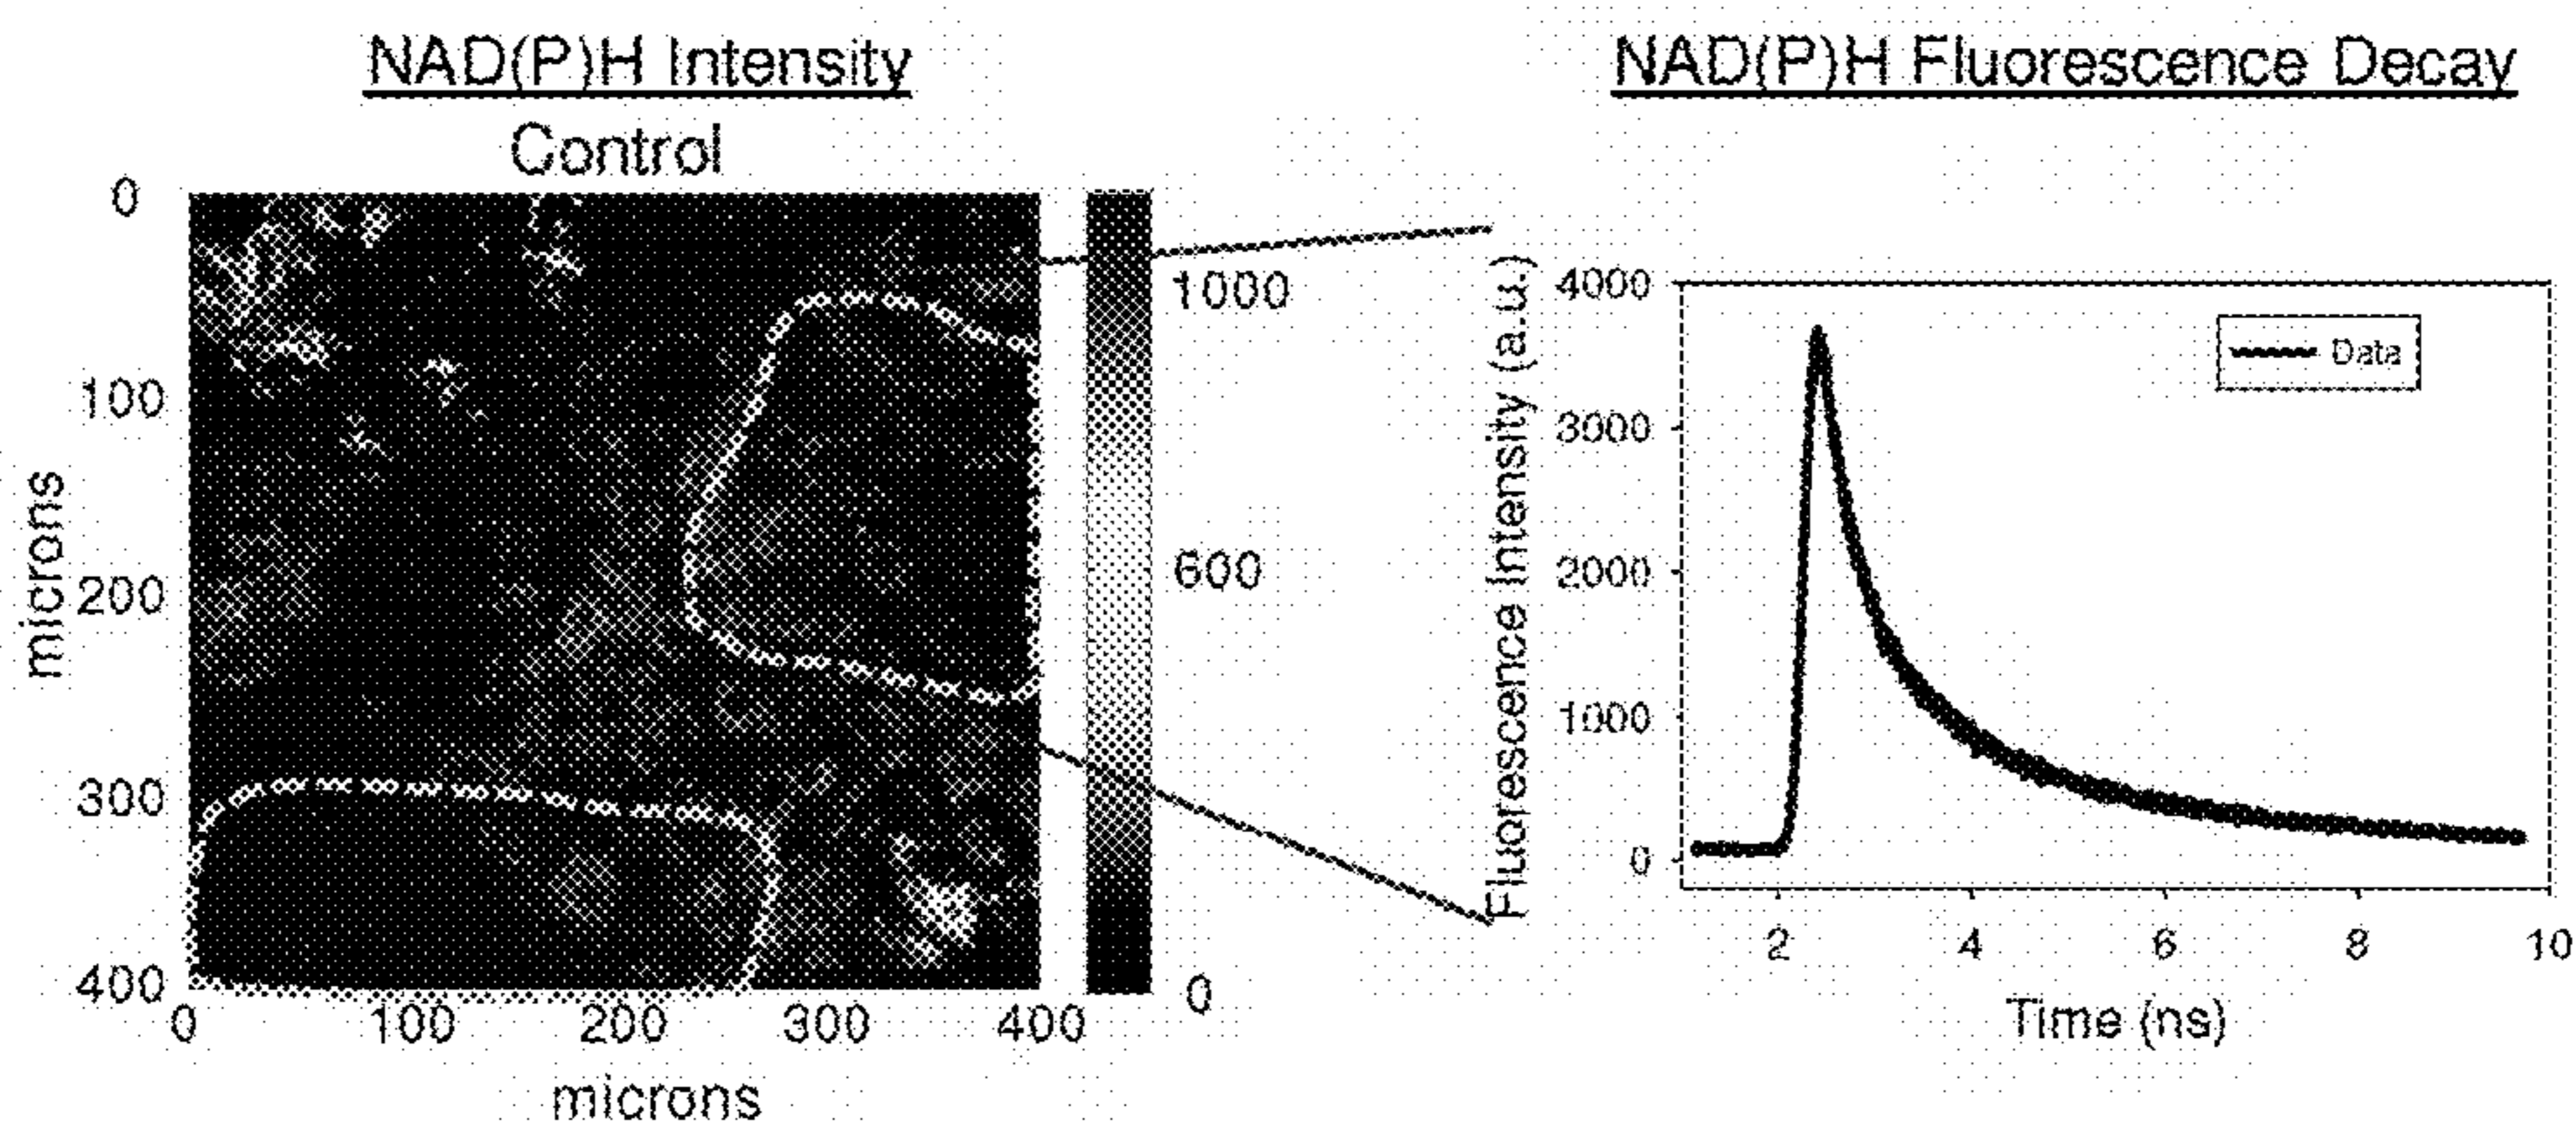 NAD(P)H Intensity
Control
0
100
200
300
400
microns
0 100 200 300 400
microns
1000
600
0
NAD(P)H Fluorescence Decay
Fluorescence Intensity (a.u.)
4000
3000
2000
1000
0
Data
2 4 6 8 10
Time (ns)